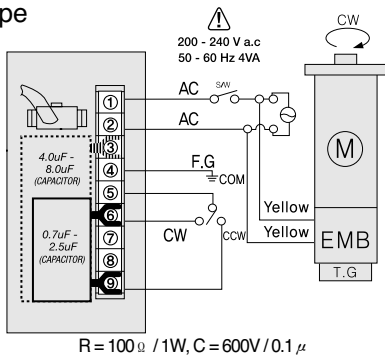 pe
200 - 240 V a.c
50 - 60 Hz 4VA
CW
AC
S/W
①
②
AC
③
4.0uF -
8.0uF
(CAPACITOR)
④
F.G
COM
M
⑤
Yellow
⑥
CW
CCW
Yellow
EMB
0.7uF -
2.5uF
(CAPACITOR)
⑦
⑧
T.G
⑨
R = 100 Ω / 1W, C = 600V / 0.1 μ